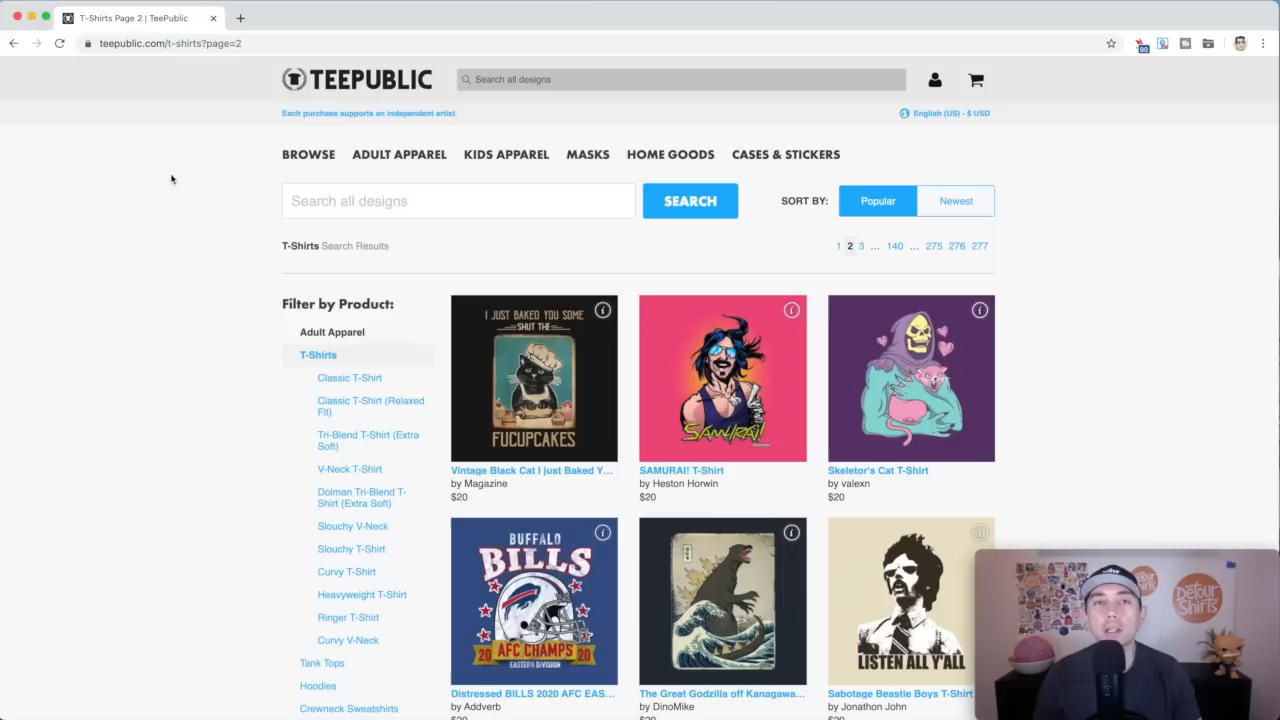 T-Shirts Page 2 | TeePublic
teepublic.com/t-shirts?page=2
90
TEEPUBLIC
Search all designs
Each purchase supports an independent artist.
English (US) - $ USD
BROWSE ADULT APPAREL KIDS APPAREL MASKS HOME GOODS CASES & STICKERS
Search all designs
SEARCH
SORT BY: Popular Newest
T-Shirts Search Results
1 2 3 ... 140 ... 275 276 277
Filter by Product:
Adult Apparel
T-Shirts
Classic T-Shirt
Classic T-Shirt (Relaxed
Fit)
Tri-Blend T-Shirt (Extra
Soft)
V-Neck T-Shirt
Dolman Tri-Blend T-
Shirt (Extra Soft)
Slouchy V-Neck
Slouchy T-Shirt
Curvy T-Shirt
Heavyweight T-Shirt
Ringer T-Shirt
Curvy V-Neck
Tank Tops
Hoodies
Crewneck Sweatshirts
I JUST BAKED YOU SOME
SHUT THE
FUCUPCAKES
Vintage Black Cat I just Baked Y...
by Magazine
$20
SAMURAI!
SAMURAI! T-Shirt
by Heston Horwin
$20
Skeletor's Cat T-Shirt
by valexn
$20
BUFFALO
BILLS
20 AFC CHAMPS 20
EASTERN DIVISION
Distressed BILLS 2020 AFC EAS...
by Addverb
$20
The Great Godzilla off Kanagawa...
by DinoMike
$20
LISTEN ALL Y'ALL
Sabotage Beastie Boys T-Shirt
by Jonathon John
$20
DeTour
SHIRTS